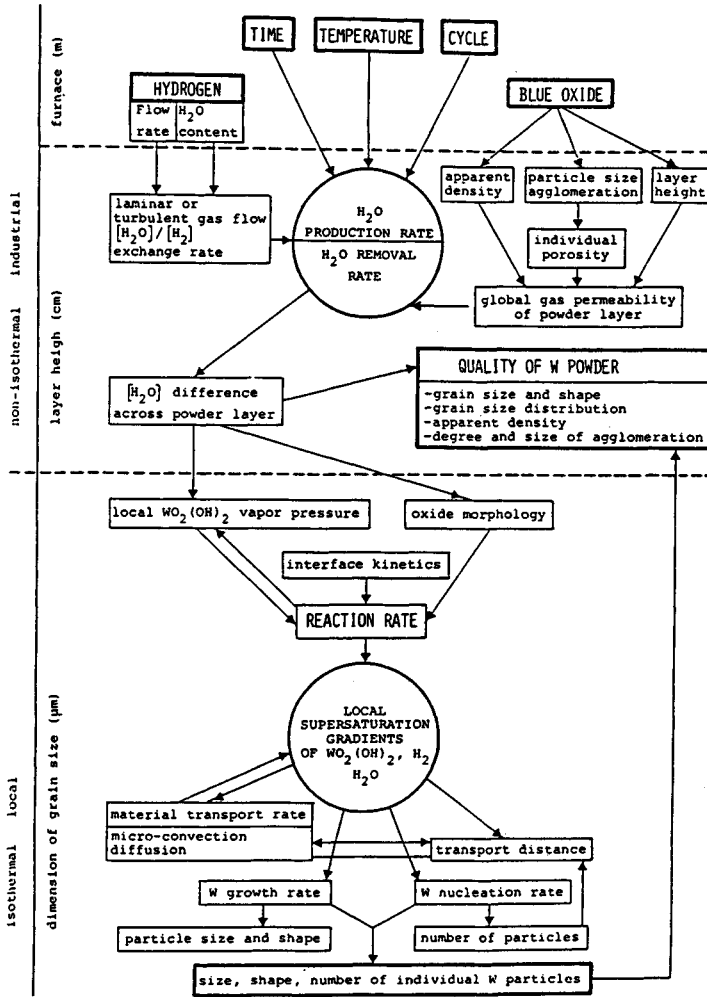 TIME
TEMPERATURE
CYCLE
HYDROGEN
Flow rate
H₂O content
BLUE OXIDE
furnace (m)
laminar or
turbulent gas flow
[H₂O]/[H₂]
exchange rate
H₂O
PRODUCTION RATE
H₂O REMOVAL
RATE
apparent
density
particle size
agglomeration
layer
height
individual
porosity
global gas permeability
of powder layer
non-isothermal industrial
layer heigh (cm)
[H₂O] difference
across powder layer
QUALITY OF W POWDER
-grain size and shape
-grain size distribution
-apparent density
-degree and size of agglomeration
local WO₂(OH)₂ vapor pressure
oxide morphology
interface kinetics
REACTION RATE
LOCAL
SUPERSATURATION
GRADIENTS
OF WO₂(OH)₂, H₂
H₂O
isothermal local
dimension of grain size (µm)
material transport rate
micro-convection
diffusion
transport distance
W growth rate
W nucleation rate
particle size and shape
number of particles
size, shape, number of individual W particles